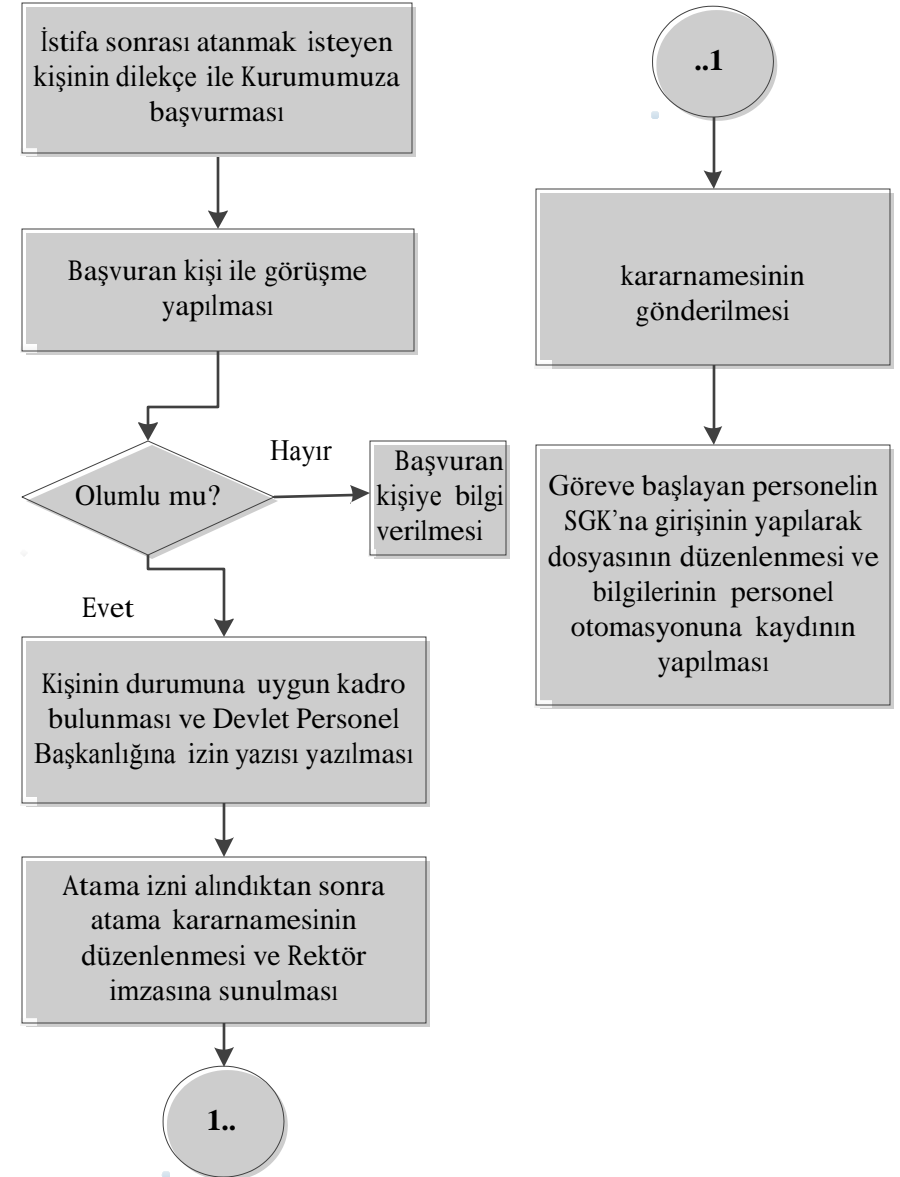 İstifa sonrası atanmak isteyen
kişinin dilekçe ile Kurumumuza
başvurması
Başvuran kişi ile görüşme
yapılması
Olumlu mu?
Hayır
Başvuran
kişiye bilgi
verilmesi
Evet
Kişinin durumuna uygun kadro
bulunması ve Devlet Personel
Başkanlığına izin yazısı yazılması
Atama izni alındıktan sonra
atama kararnamesinin
düzenlenmesi ve Rektör
imzasına sunulması
1..
..1
kararnamesinin
gönderilmesi
Göreve başlayan personelin
SGK’na girişinin yapılarak
dosyasının düzenlenmesi ve
bilgilerinin personel
otomasyonuna kaydının
yapılması